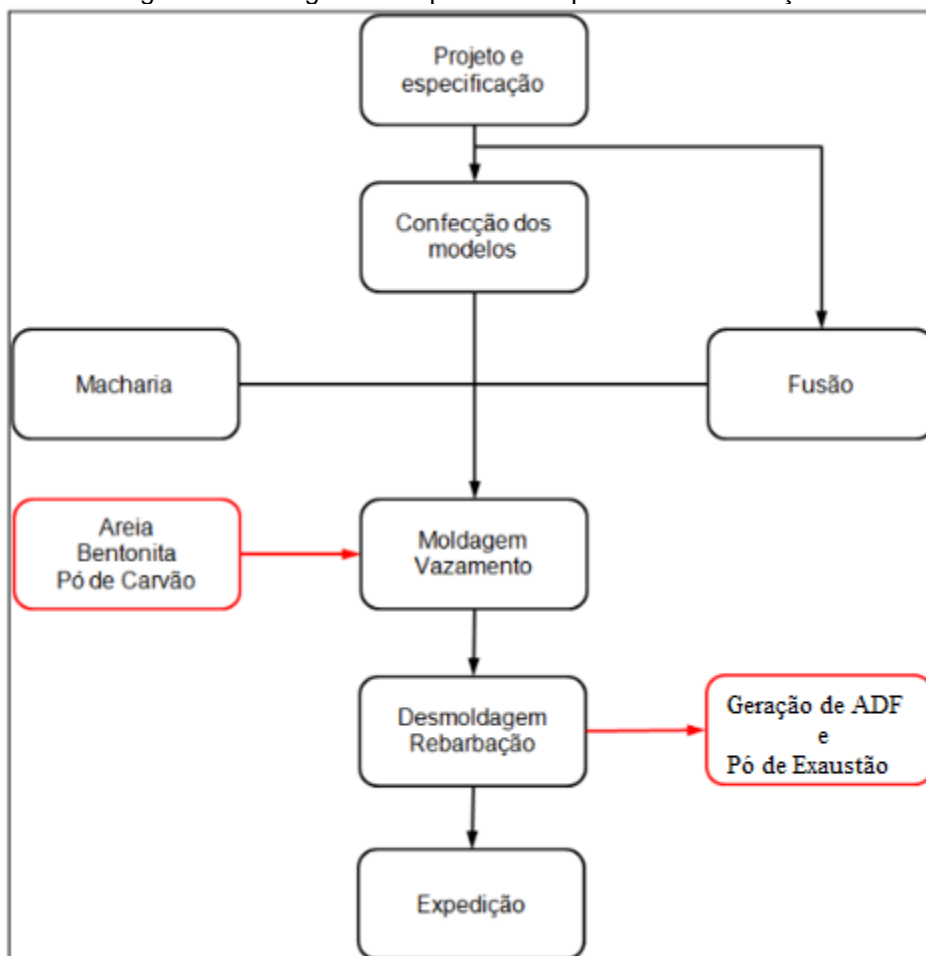 Projeto e
especificação
Confecção dos
modelos
Macharia
Fusão
Areia
Bentonita
Pó de Carvão
Moldagem
Vazamento
Desmoldagem
Rebarbação
Geração de ADF
e
Pó de Exaustão
Expedição